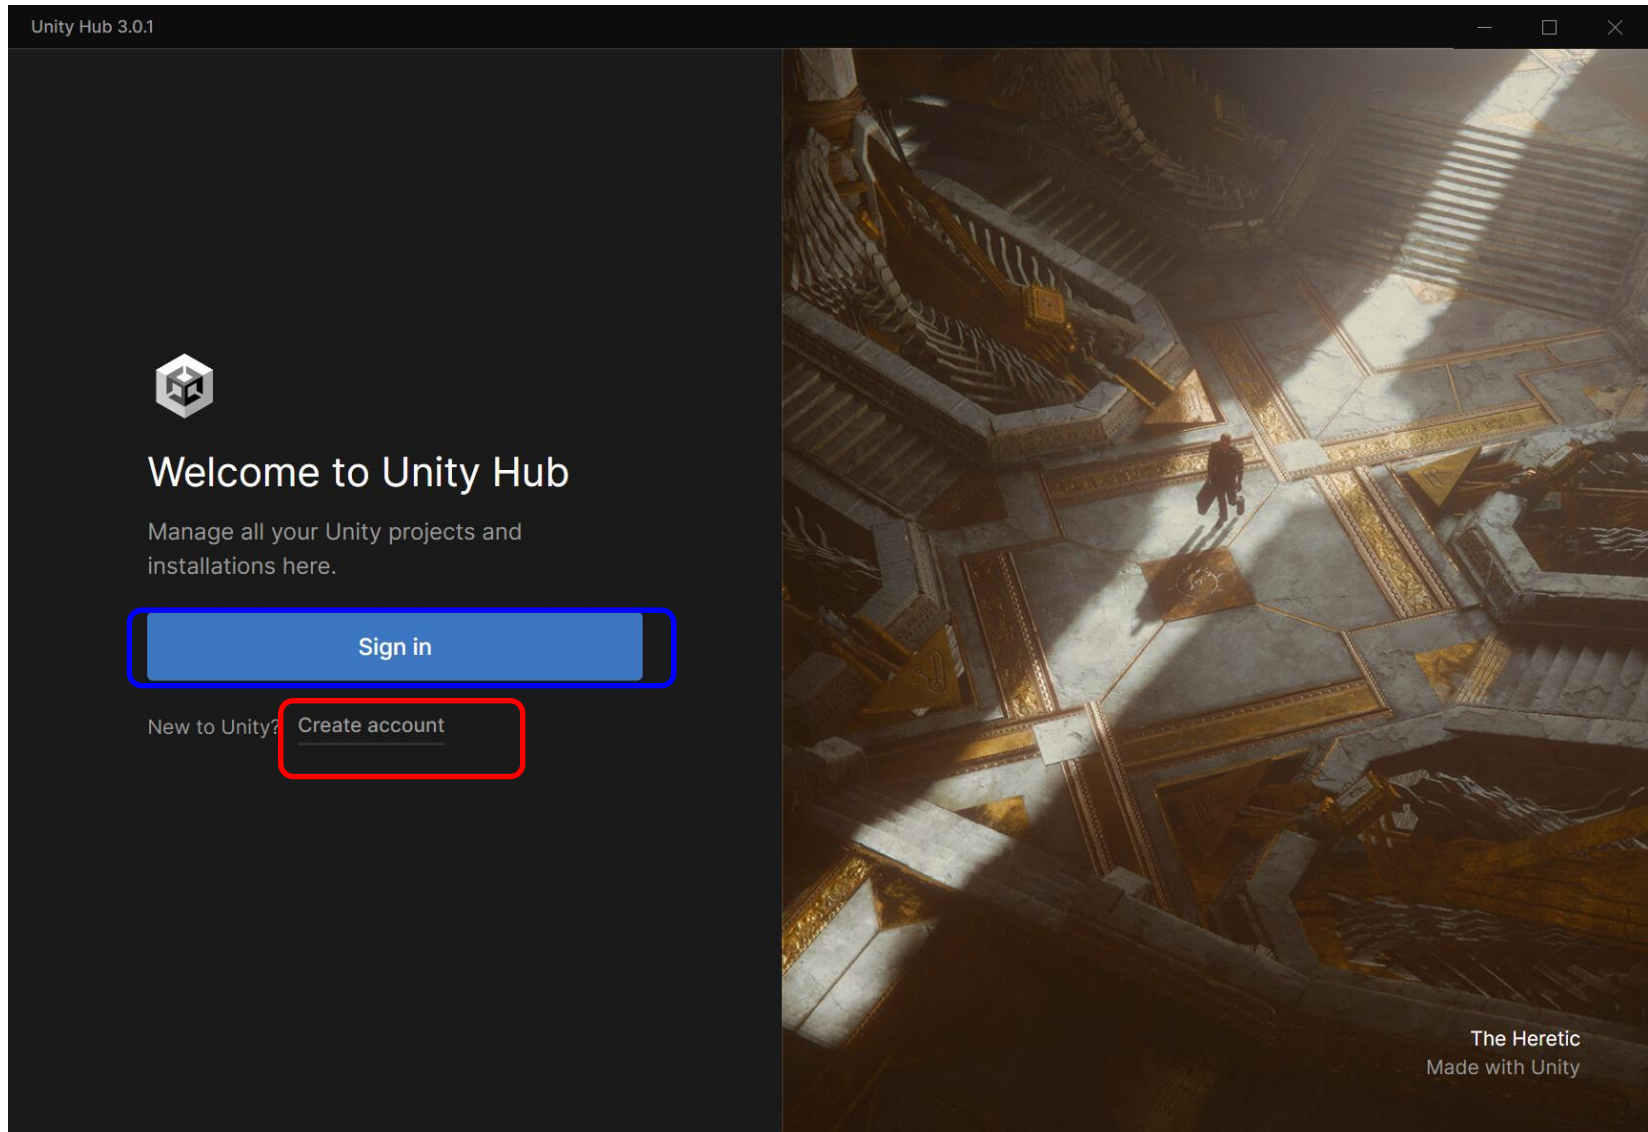 Unity Hub 3.0.1
Welcome to Unity Hub
Manage all your Unity projects and
installations here.
Sign in
New to Unity? Create account
The Heretic
Made with Unity